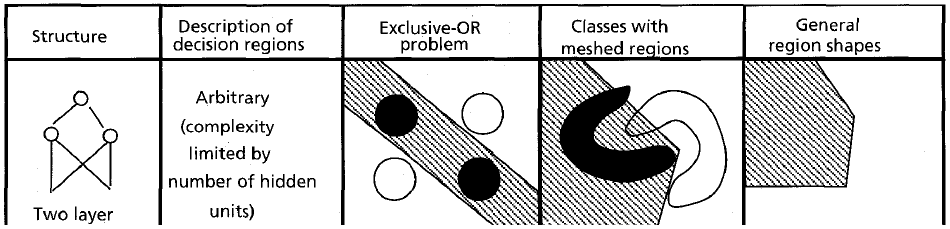 Structure
Description of
decision regions
Exclusive-OR
problem
Classes with
meshed regions
General
region shapes
Two layer
Arbitrary
(complexity
limited by
number of hidden
units)